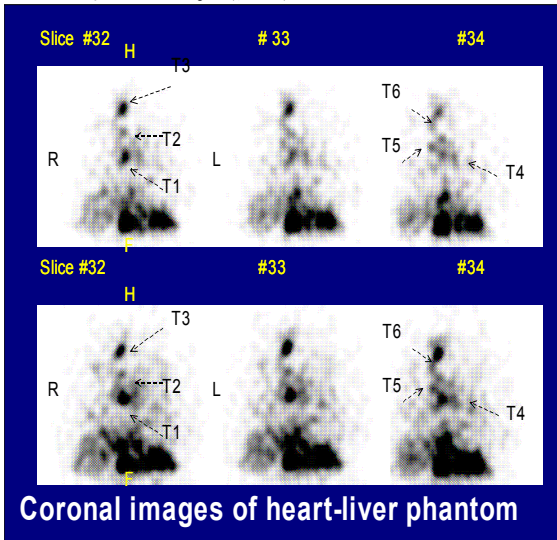 Slice #32 # 33 #34
H
T3
T6
T2
T5
R L
T4
T1
F
Slice #32 #33 #34
H
T3
T6
R T2 L T5
T4
T1
F
Coronal images of heart-liver phantom